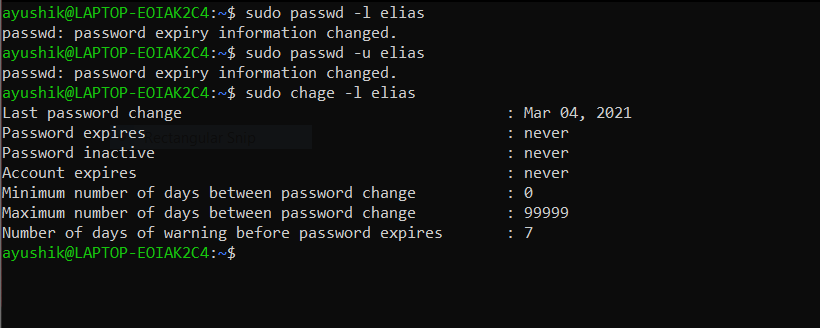 ayushik@LAPTOP-EOIAK2C4:~$ sudo passwd -l elias
passwd: password expiry information changed.
ayushik@LAPTOP-EOIAK2C4:~$ sudo passwd -u elias
passwd: password expiry information changed.
ayushik@LAPTOP-EOIAK2C4:~$ sudo chage -l elias
Last password change : Mar 04, 2021
Password expires : never
Rectangular Snip
Password inactive : never
Account expires : never
Minimum number of days between password change : 0
Maximum number of days between password change : 99999
Number of days of warning before password expires : 7
ayushik@LAPTOP-EOIAK2C4:~$